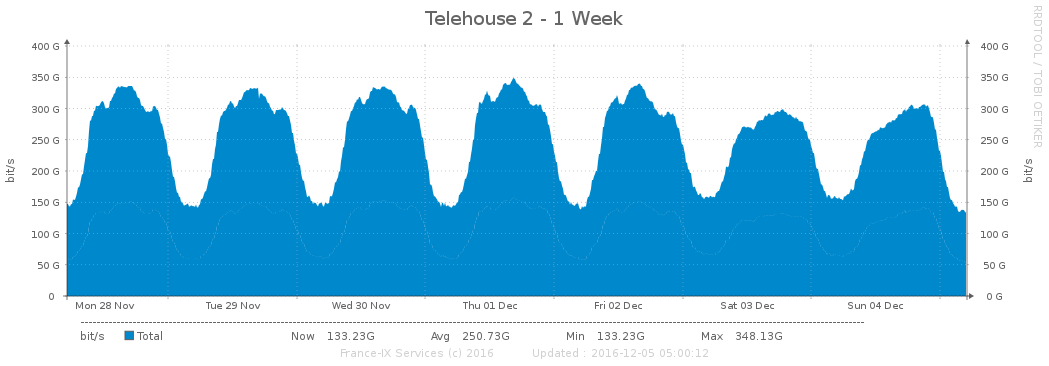 Telehouse 2 - 1 Week
RRDTOOL / TOBI OETIKER
400 G 400 G
350 G 350 G
300 G 300 G
250 G 250 G
200 G 200 G
150 G 150 G
100 G 100 G
50 G 50 G
0 0 G
bit/s
bit/s
Mon 28 Nov Tue 29 Nov Wed 30 Nov Thu 01 Dec Fri 02 Dec Sat 03 Dec Sun 04 Dec
bit/s Total Now 133.23G Avg 250.73G Min 133.23G Max 348.13G
France-IX Services (c) 2016 Updated : 2016-12-05 05:00:12